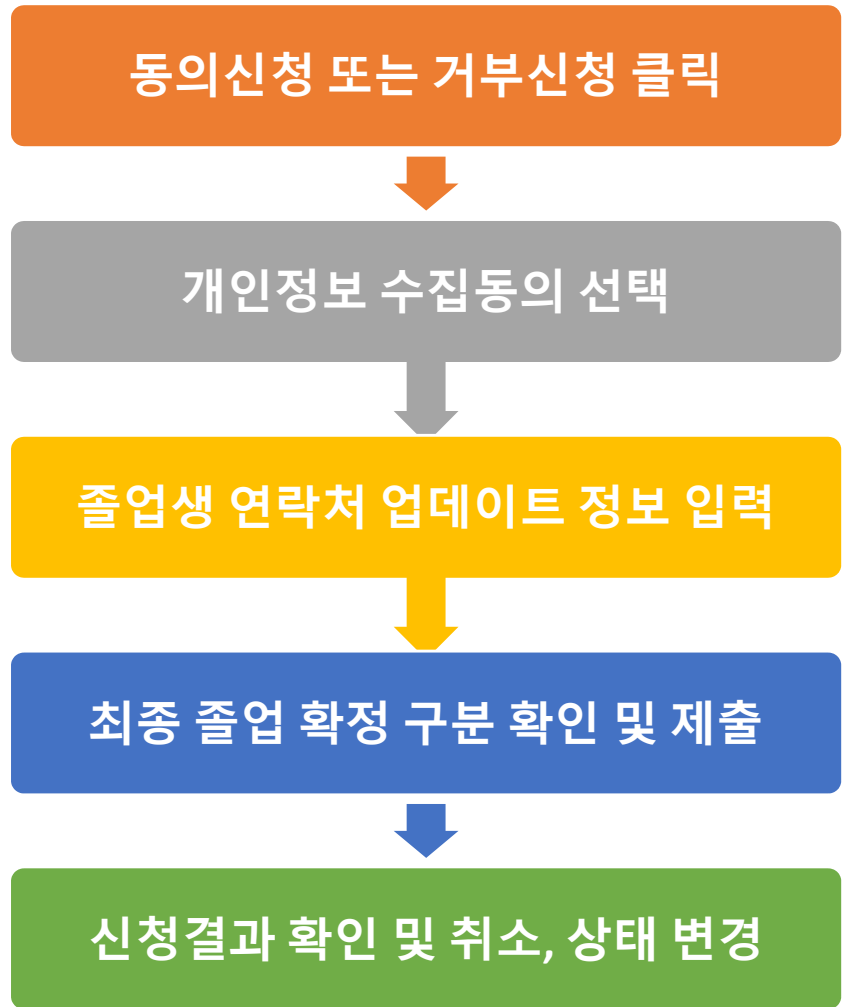 동의신청 또는 거부신청 클릭
개인정보 수집동의 선택
졸업생 연락처 업데이트 정보 입력
최종 졸업 확정 구분 확인 및 제출
신청결과 확인 및 취소, 상태 변경